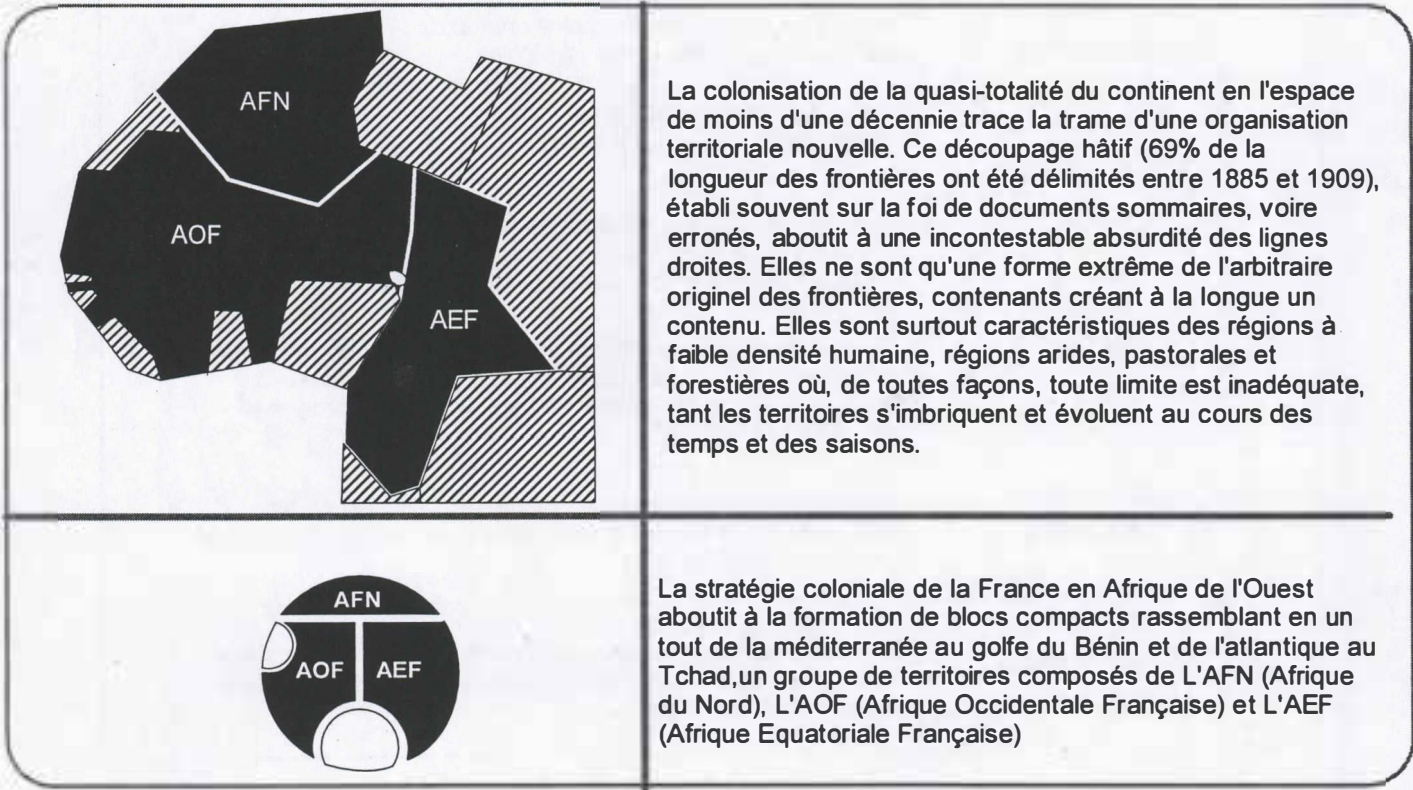 AFN
AOF
AEF
La colonisation de la quasi-totalité du continent en l'espace
de moins d'une décennie trace la trame d'une organisation
territoriale nouvelle. Ce découpage hâtif (69% de la
longueur des frontières ont été délimités entre 1885 et 1909),
établi souvent sur la foi de documents sommaires, voire
erronés, aboutit à une incontestable absurdité des lignes
droites. Elles ne sont qu'une forme extrême de l'arbitraire
originel des frontières, contenants créant à la longue un
contenu. Elles sont surtout caractéristiques des régions à
faible densité humaine, régions arides, pastorales et
forestières où, de toutes façons, toute limite est inadéquate,
tant les territoires s'imbriquent et évoluent au cours des
temps et des saisons.
AFN
AOF AEF
La stratégie coloniale de la France en Afrique de l'Ouest
aboutit à la formation de blocs compacts rassemblant en un
tout de la méditerranée au golfe du Bénin et de l'atlantique au
Tchad,un groupe de territoires composés de L'AFN (Afrique
du Nord), L'AOF (Afrique Occidentale Française) et L'AEF
(Afrique Equatoriale Française)